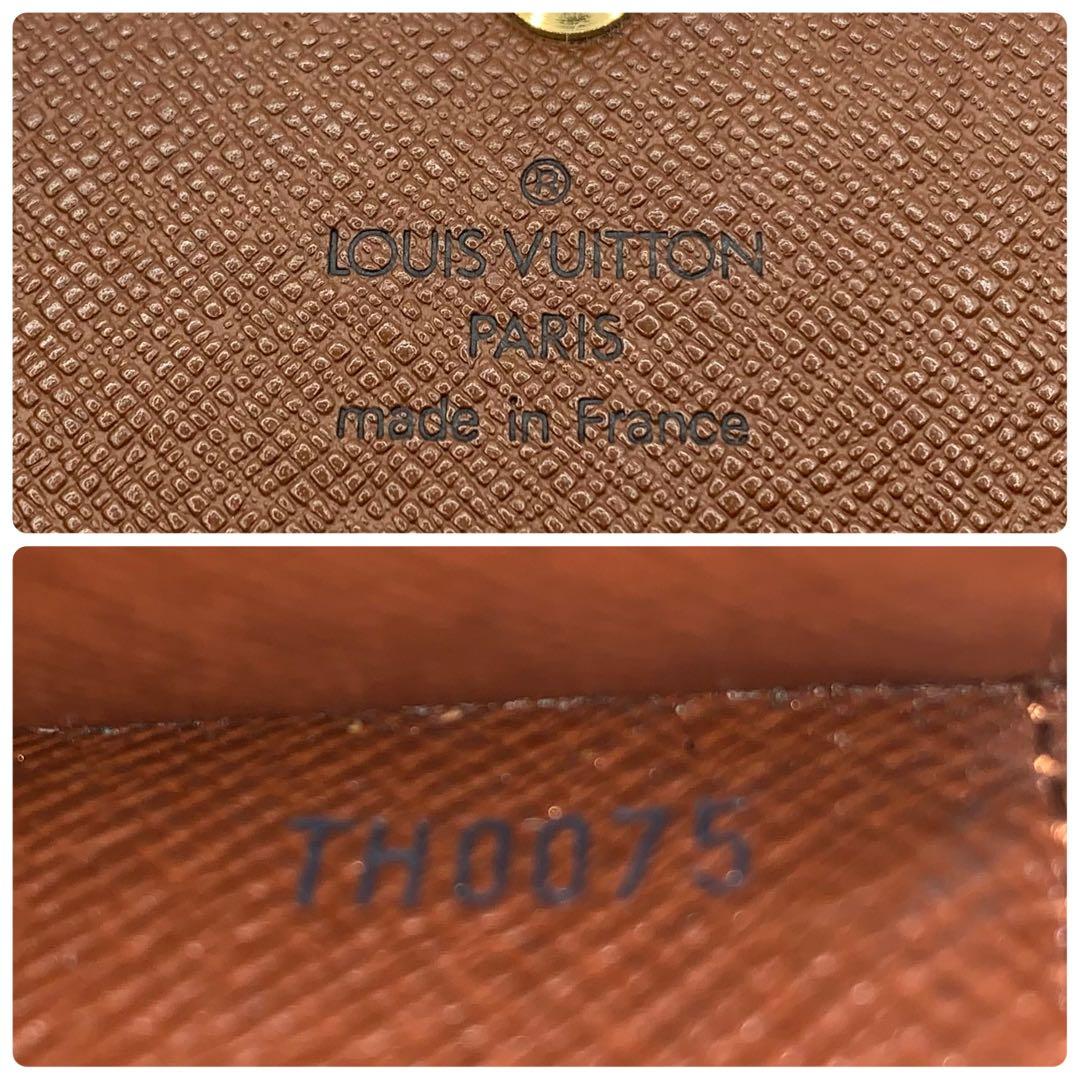 ®
LOUIS VUITTON
PARIS
made in France
TH0075